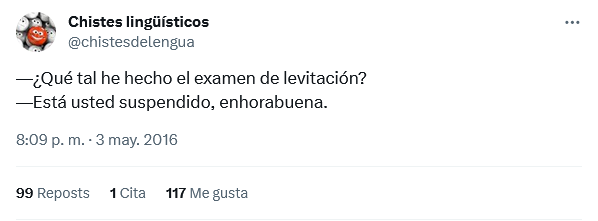 Chistes lingüísticos
@chistesdelengua
—¿Qué tal he hecho el examen de levitación?
—Está usted suspendido, enhorabuena.
8:09 p. m. · 3 may. 2016
99 Reposts 1 Cita 117 Me gusta